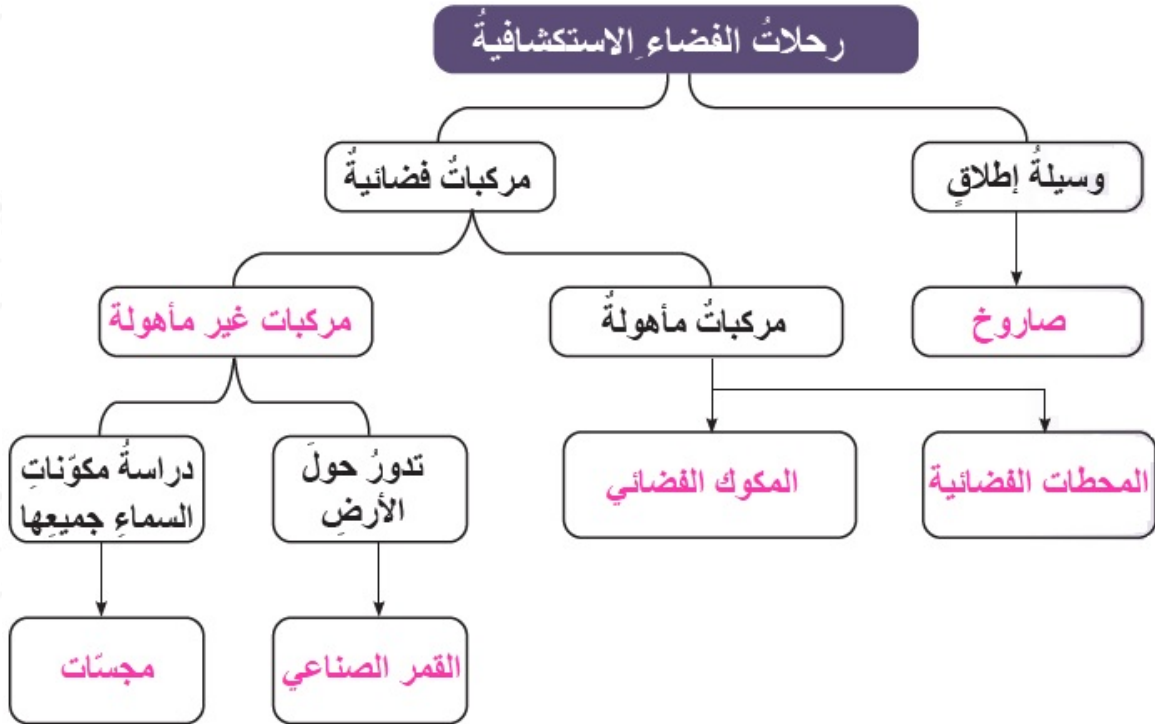 رحلاتُ الفضاءِ الاستكشافيةُ
وسيلةُ إطلاقٍ
مركباتٌ فضائيةٌ
صاروخ
مركباتٌ مأهولةٌ
مركبات غير مأهولة
المحطات الفضائية
المكوك الفضائي
تدورُ حولَ
الأرضِ
دراسةُ مكوّناتِ
السماءِ جميعِها
القمر الصناعي
مجسّات